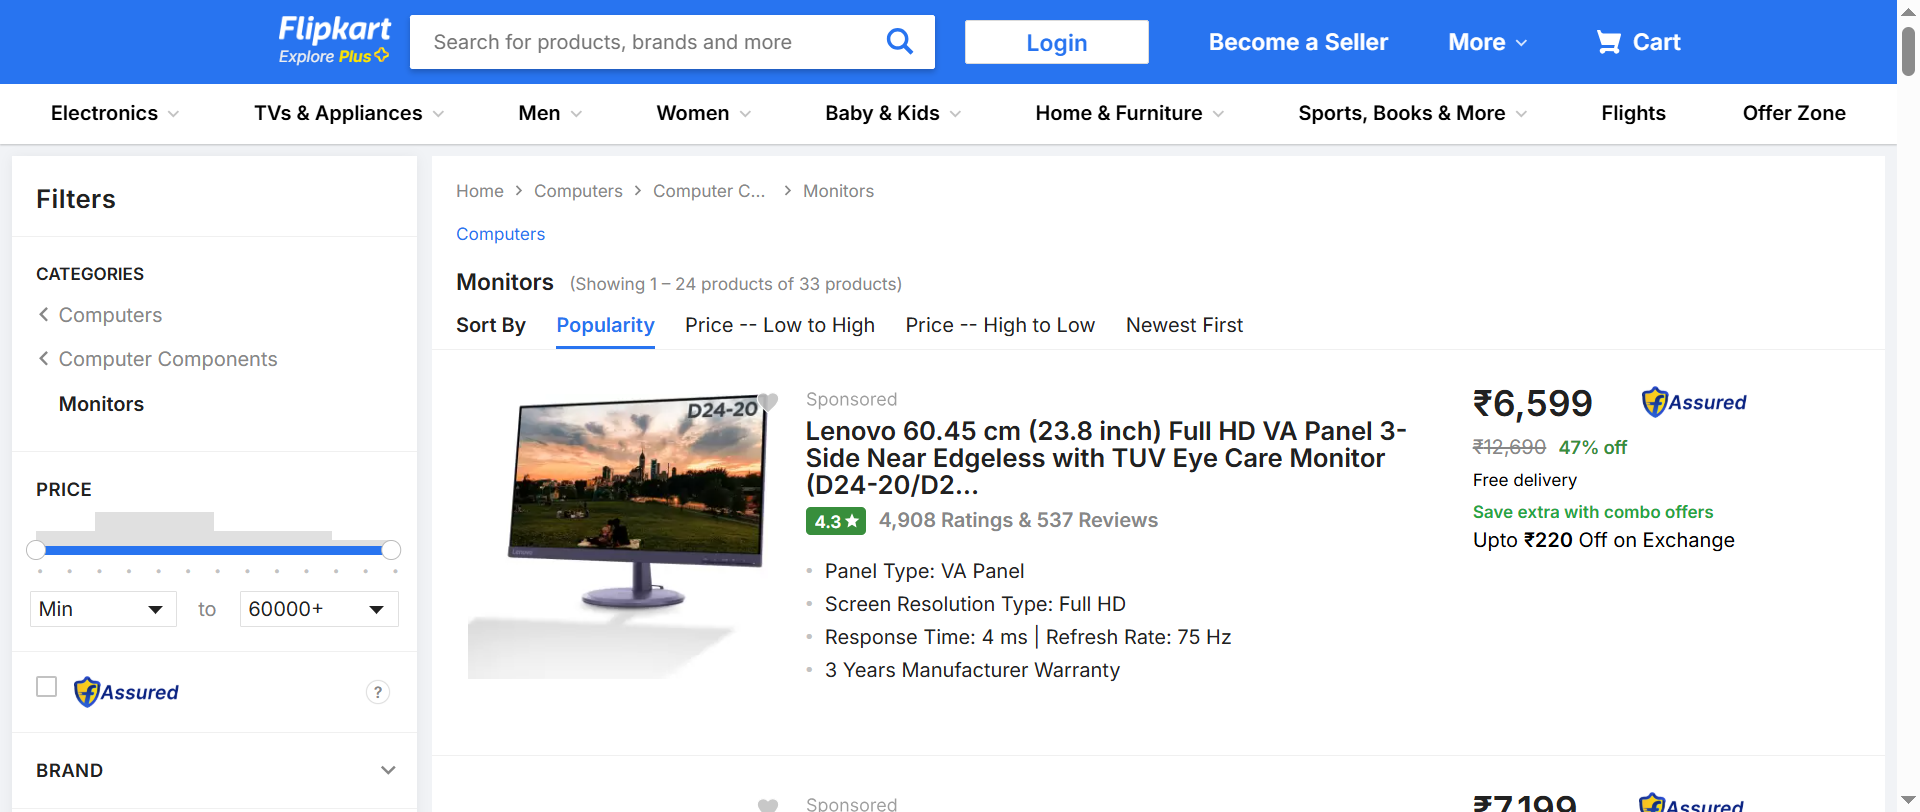 Flipkart
Explore Plus
Search for products, brands and more
Login
Become a Seller
More
Cart
Electronics
TVs & Appliances
Men
Women
Baby & Kids
Home & Furniture
Sports, Books & More
Flights
Offer Zone
Filters
CATEGORIES
Computers
Computer Components
Monitors
PRICE
Min
to
60000+
Assured
?
BRAND
Home
Computers
Computer C...
Monitors
Computers
Monitors (Showing 1 – 24 products of 33 products)
Sort By
Popularity
Price -- Low to High
Price -- High to Low
Newest First
D24-20
Sponsored
Lenovo 60.45 cm (23.8 inch) Full HD VA Panel 3-
Side Near Edgeless with TUV Eye Care Monitor
(D24-20/D2...
4.3 4,908 Ratings & 537 Reviews
Panel Type: VA Panel
Screen Resolution Type: Full HD
Response Time: 4 ms | Refresh Rate: 75 Hz
3 Years Manufacturer Warranty
₹6,599
Assured
₹12,690 47% off
Free delivery
Save extra with combo offers
Upto ₹220 Off on Exchange
Sponsored
₹7,199
Assured